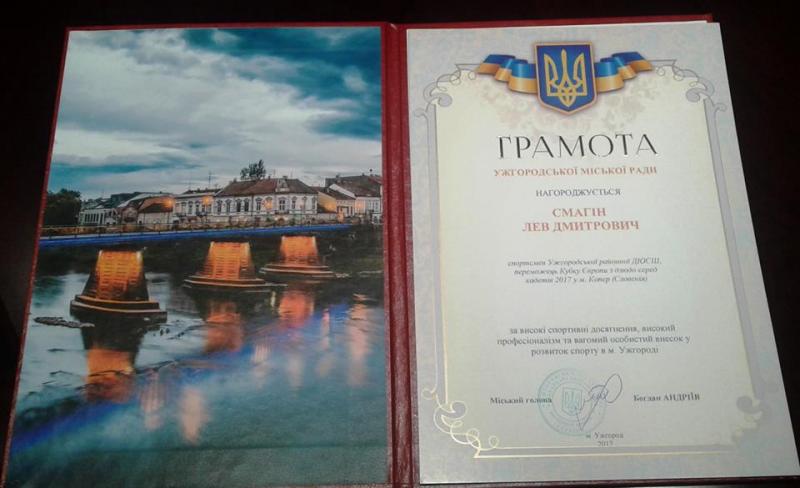 ГРАМОТА
УЖГОРОДСЬКОЇ МІСЬКОЇ РАДИ
НАГОРОДЖУЄТЬСЯ
СМАГІН
ЛЕВ ДМИТРОВИЧ
спортсмен Ужгородської районної ДЮСШ,
переможець Кубку Європи з дзюдо серед
кадетів 2017 у м. Копер (Словенія)
за високі спортивні досягнення, високий
професіоналізм та вагомий особистий внесок у
розвиток спорту в м. Ужгороді
Міський голова Богдан АНДРІЇВ
м. Ужгород
2017